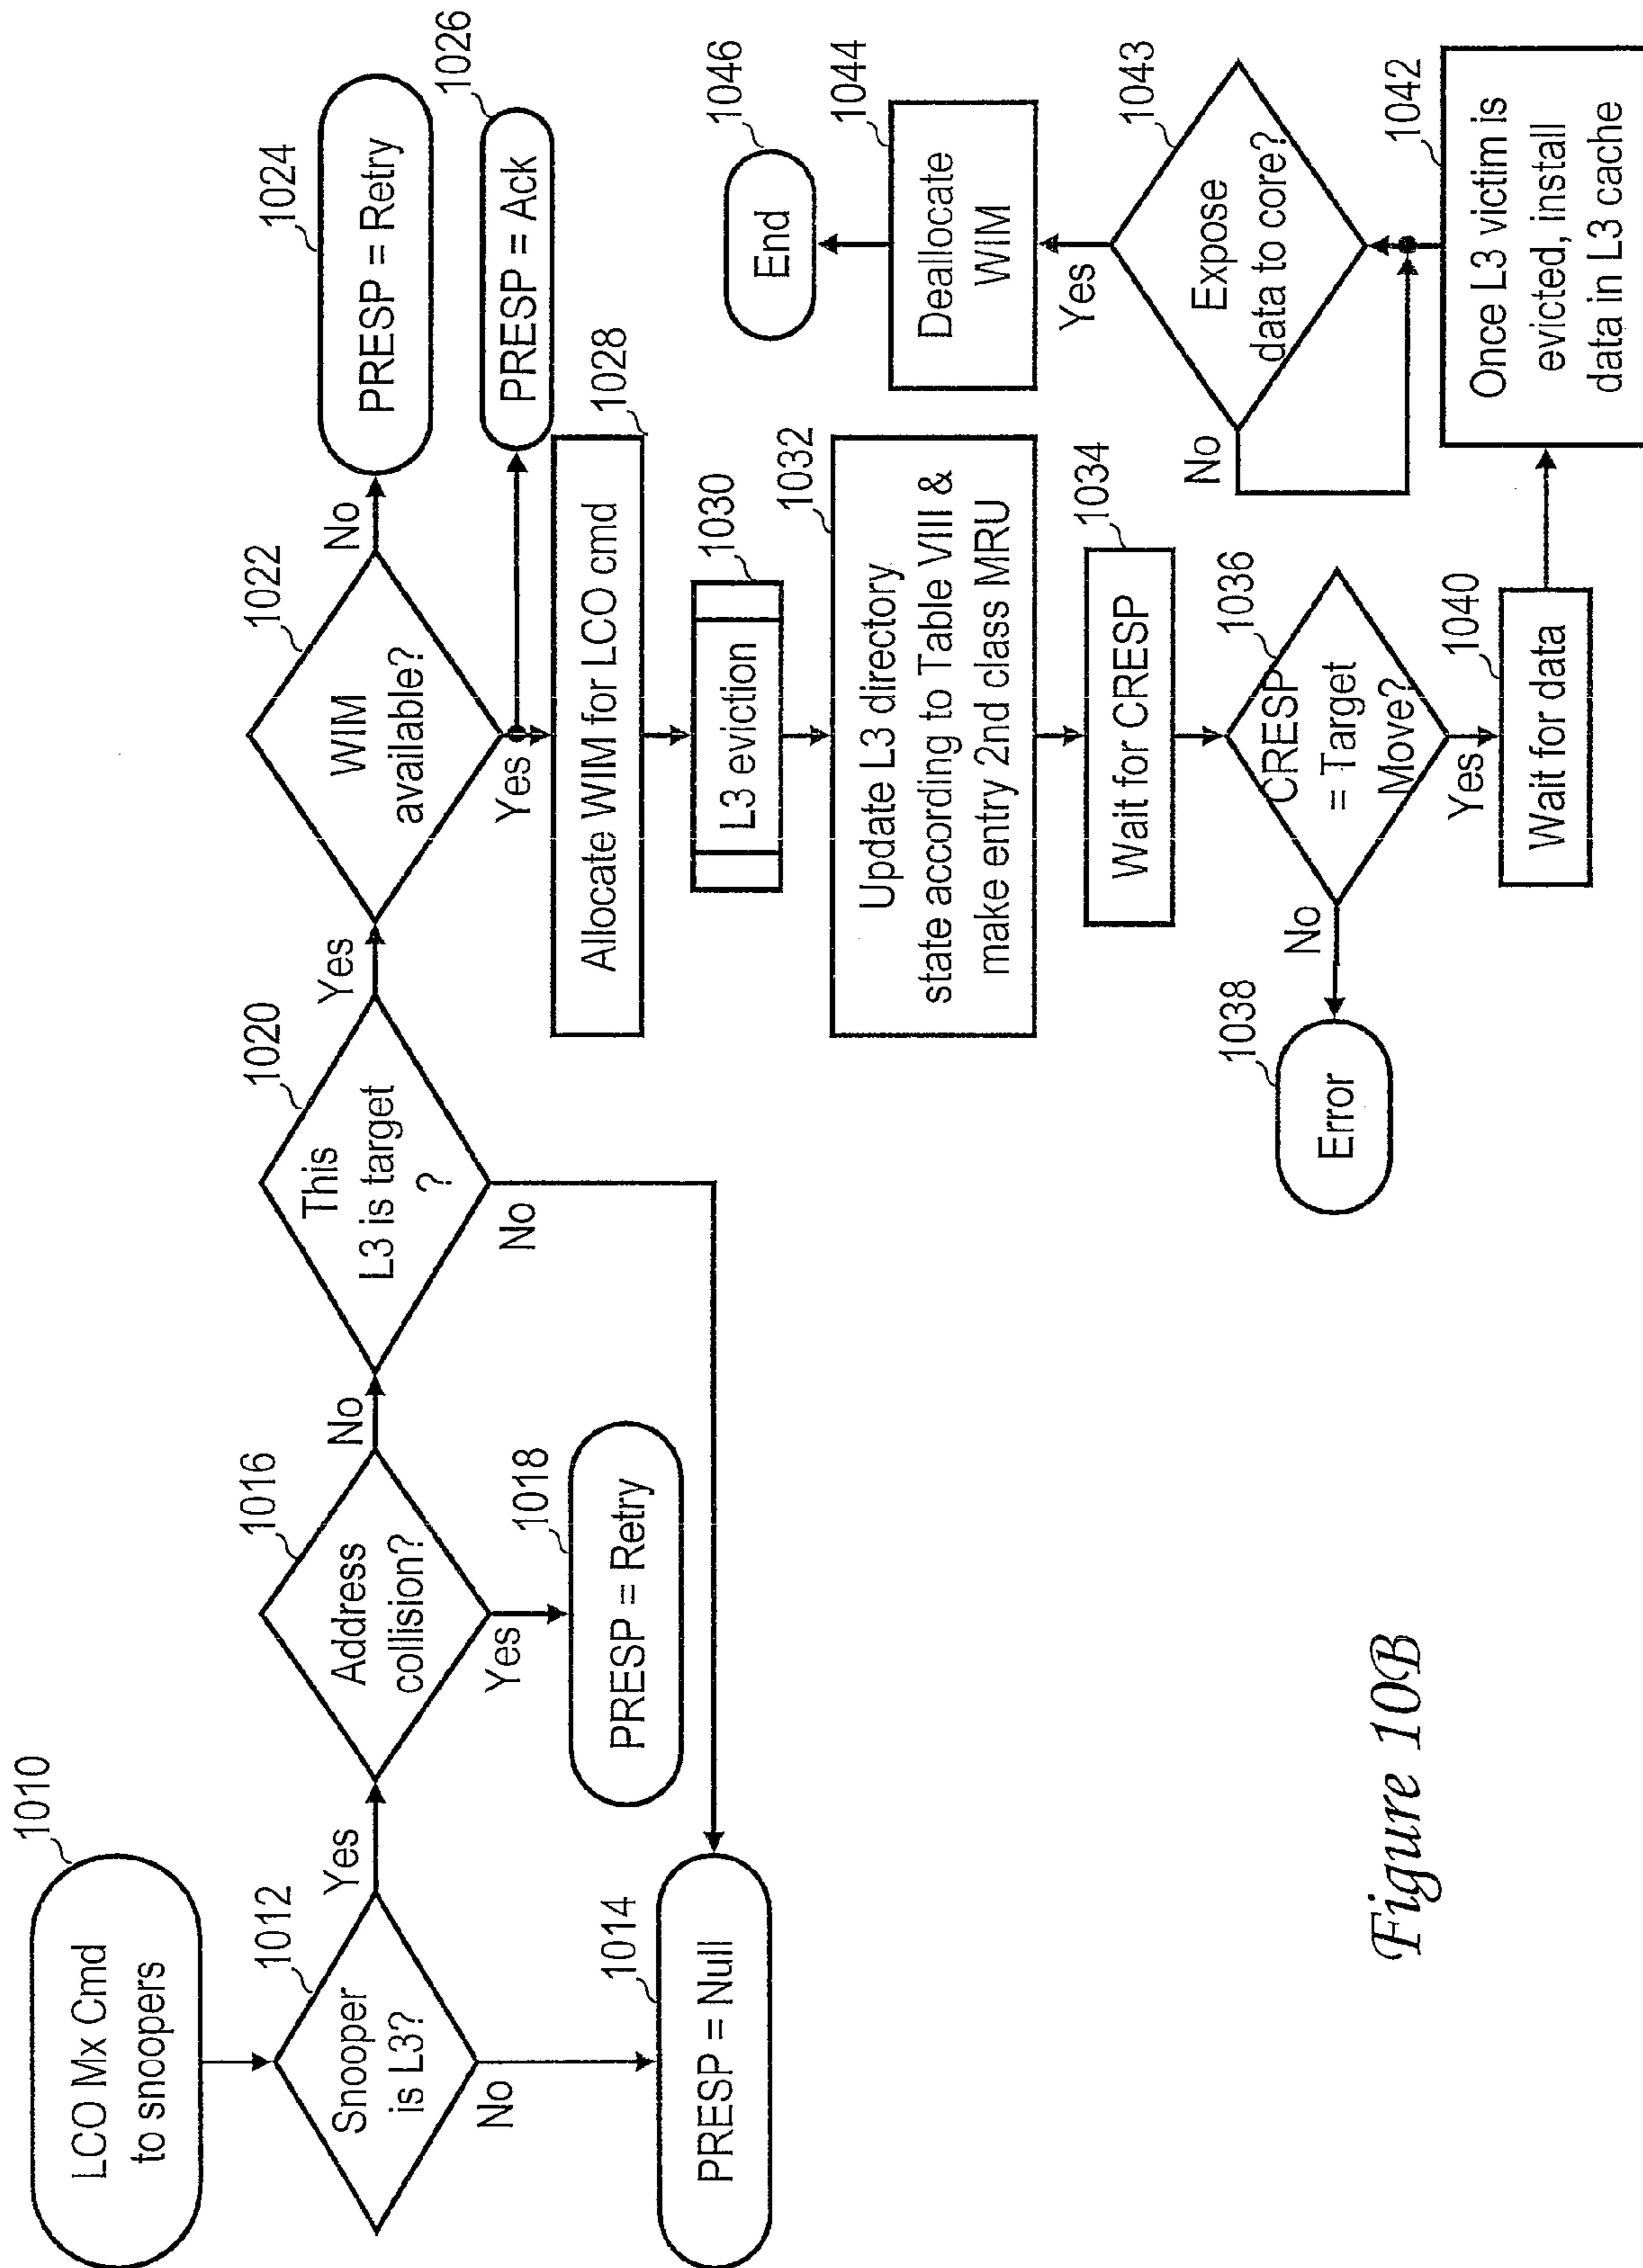 1010
LCO Mx Cmd
to snoopers
1012
Snooper
is L3?
Yes
No
1014
PRESP = Null
1016
Address
collision?
No
Yes
1018
PRESP = Retry
1020
This
L3 is target
?
Yes
No
1022
WIM
available?
No
Yes
1024
PRESP = Retry
1026
PRESP = Ack
1028
Allocate WIM for LCO cmd
1030
L3 eviction
1032
Update L3 directory
state according to Table VIII &
make entry 2nd class MRU
1034
Wait for CRESP
1036
CRESP
= Target
Move?
No
Yes
1038
Error
1040
Wait for data
1042
Once L3 victim is
evicted, install
data in L3 cache
1043
Expose
data to core?
No
Yes
1044
Deallocate
WIM
1046
End
Figure 10B